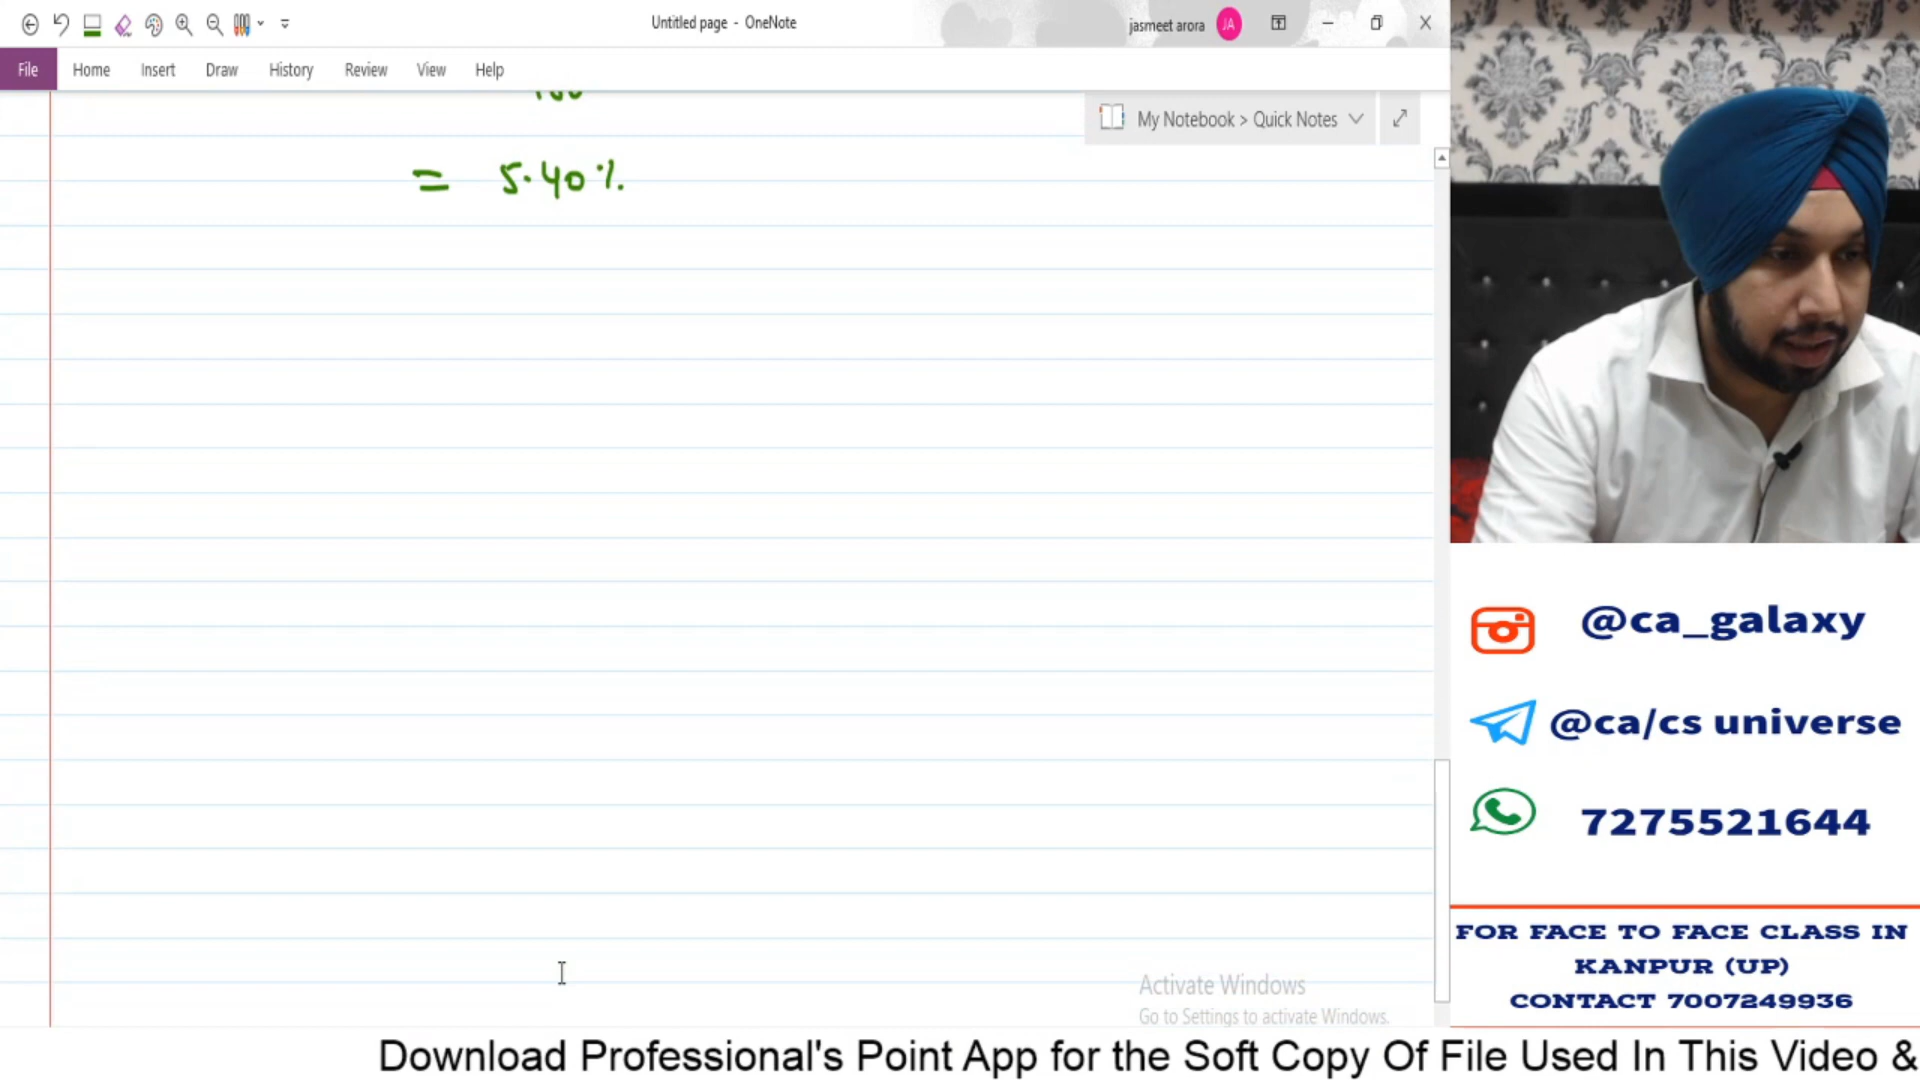 Untitled page - OneNote
jasmeet arora
JA
File
Home
Insert
Draw
History
Review
View
Help
My Notebook > Quick Notes
= 5.40%
@ca_galaxy
@ca/cs universe
7275521644
FOR FACE TO FACE CLASS IN
KANPUR (UP)
CONTACT 7007249936
Activate Windows
Go to Settings to activate Windows.
Download Professional's Point App for the Soft Copy Of File Used In This Video &